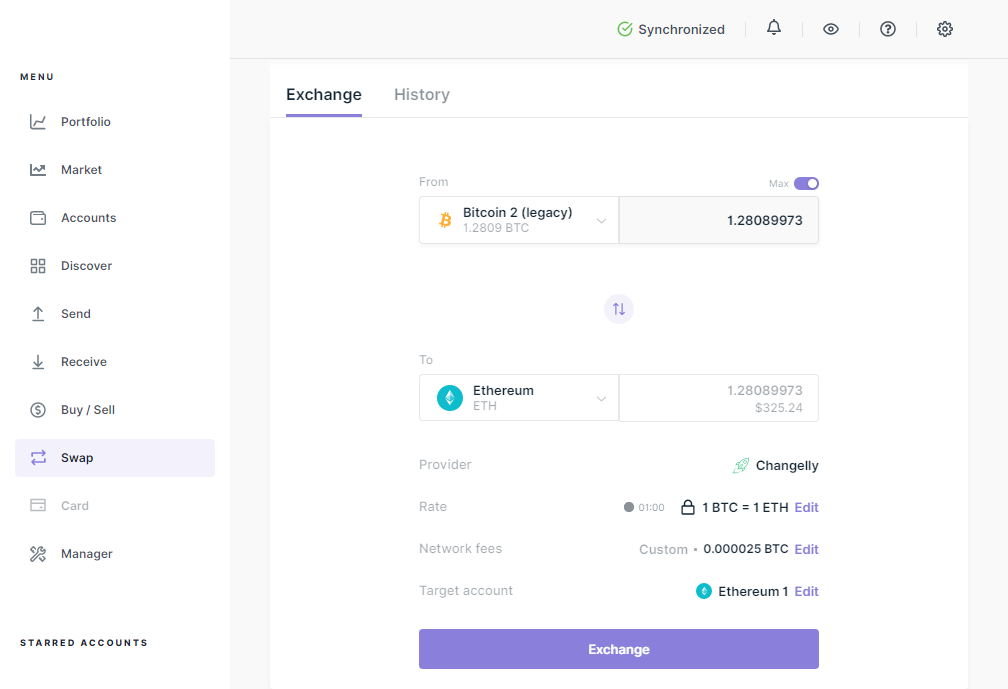 Synchronized
MENU
Portfolio
Market
Accounts
Discover
Send
Receive
Buy / Sell
Swap
Card
Manager
STARRED ACCOUNTS
Exchange History
From Max
Bitcoin 2 (legacy)
1.2809 BTC
1.28089973
To
Ethereum
ETH
1.28089973
$325.24
Provider Changelly
Rate 01:00 1 BTC = 1 ETH Edit
Network fees Custom • 0.000025 BTC Edit
Target account Ethereum 1 Edit
Exchange